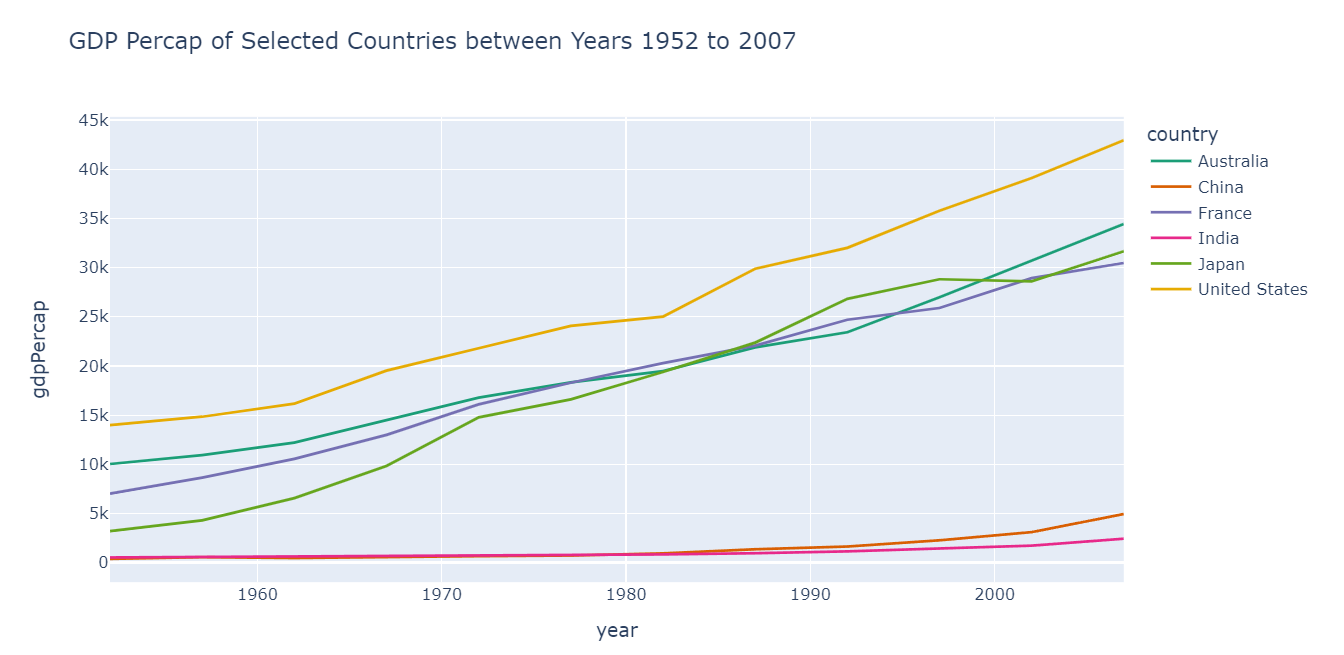 GDP Percap of Selected Countries between Years 1952 to 2007
45k
40k
35k
30k
25k
20k
15k
10k
5k
0
gdpPercap
1960
1970
1980
1990
2000
year
country
Australia
China
France
India
Japan
United States